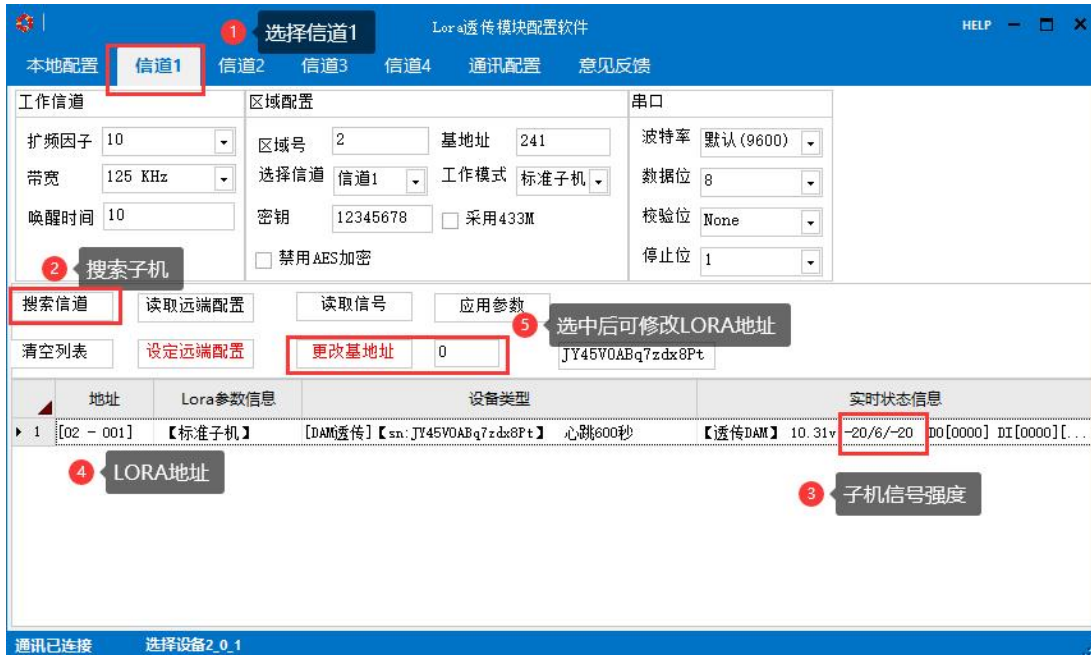 1 选择信道1 Lora透传模块配置软件 HELP
本地配置 信道1 信道2 信道3 信道4 通讯配置 意见反馈
工作信道 区域配置 串口
扩频因子 10 区域号 2 基地址 241 波特率 默认(9600)
带宽 125 KHz 选择信道 信道1 工作模式 标准子机 数据位 8
唤醒时间 10 密钥 12345678 采用433M 校验位 None
禁用AES加密 停止位 1
2 搜索子机
搜索信道 读取远端配置 读取信号 应用参数
5 选中后可修改LORA地址
清空列表 设定远端配置 更改基地址 0 JY45V0ABq7zdx8Pt
地址 Lora参数信息 设备类型 实时状态信息
1 [02 - 001] 【标准子机】 [DAM透传]【sn:JY45V0ABq7zdx8Pt】 心跳600秒 【透传DAM】 10.31v -20/6/-20 DO[0000] DI[0000][...
4 LORA地址
3 子机信号强度
通讯已连接 选择设备2_0_1